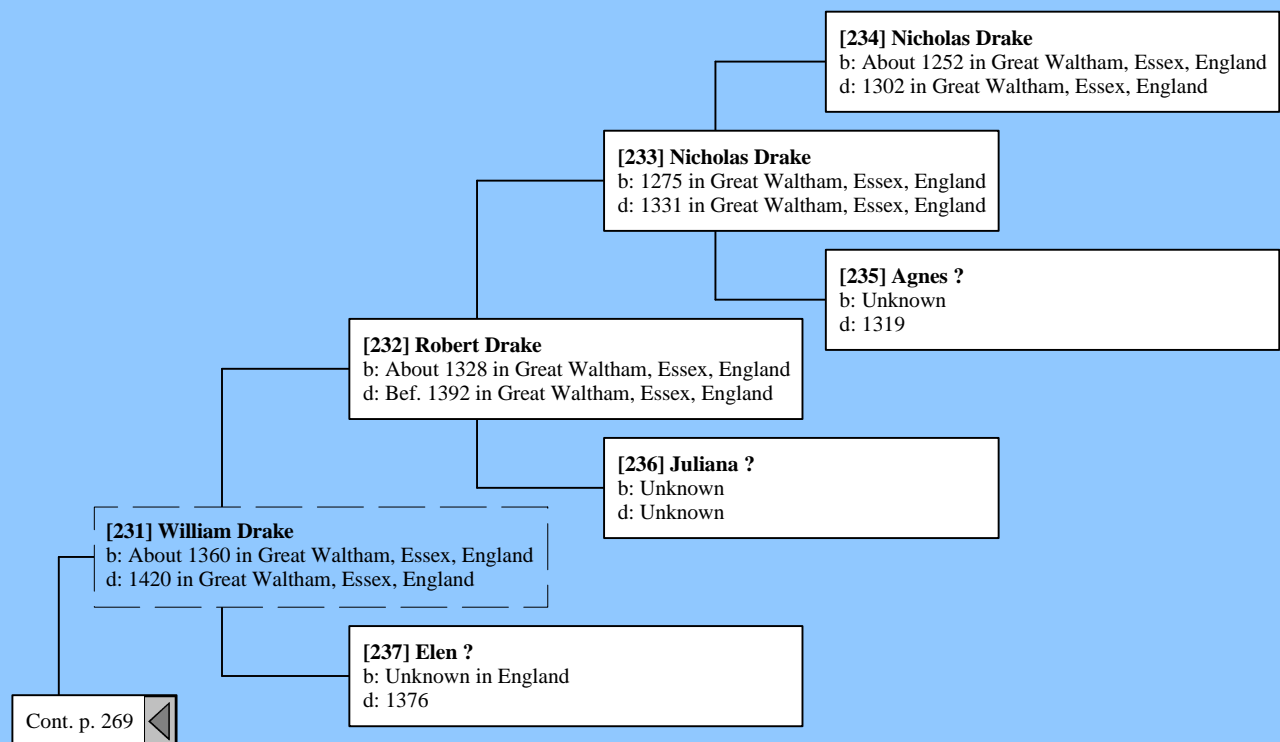 [234] Nicholas Drake
b: About 1252 in Great Waltham, Essex, England
d: 1302 in Great Waltham, Essex, England
[233] Nicholas Drake
b: 1275 in Great Waltham, Essex, England
d: 1331 in Great Waltham, Essex, England
[235] Agnes ?
b: Unknown
d: 1319
[232] Robert Drake
b: About 1328 in Great Waltham, Essex, England
d: Bef. 1392 in Great Waltham, Essex, England
[236] Juliana ?
b: Unknown
d: Unknown
[231] William Drake
b: About 1360 in Great Waltham, Essex, England
d: 1420 in Great Waltham, Essex, England
[237] Elen ?
b: Unknown in England
d: 1376
Cont. p. 269